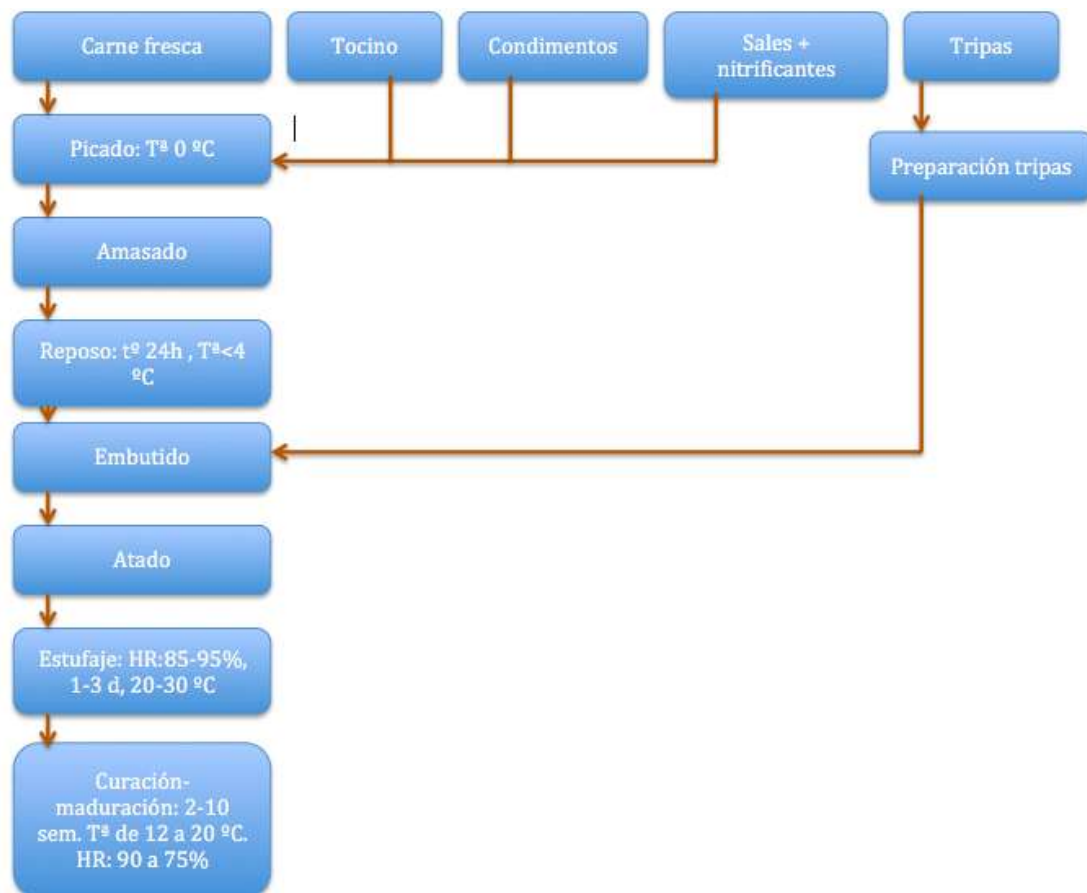 Carne fresca
Tocino
Condimentos
Sales +
nitrificantes
Tripas
Picado: Tª 0 ºC
Preparación tripas
Amasado
Reposo: tº 24h , Tª<4
ºC
Embutido
Atado
Estufaje: HR:85-95%,
1-3 d, 20-30 ºC
Curación-
maduración: 2-10
sem. Tª de 12 a 20 ºC.
HR: 90 a 75%